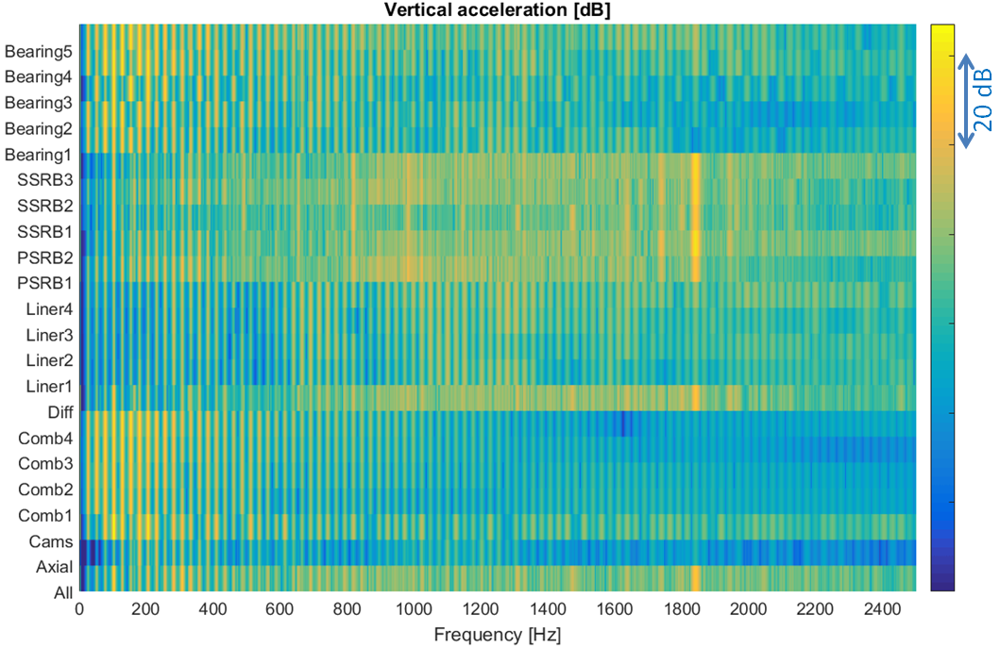 Vertical acceleration [dB]
Bearing5
Bearing4
Bearing3
Bearing2
Bearing1
SSRB3
SSRB2
SSRB1
PSRB2
PSRB1
Liner4
Liner3
Liner2
Liner1
Diff
Comb4
Comb3
Comb2
Comb1
Cams
Axial
All
0 200 400 600 800 1000 1200 1400 1600 1800 2000 2200 2400
Frequency [Hz]
20 dB